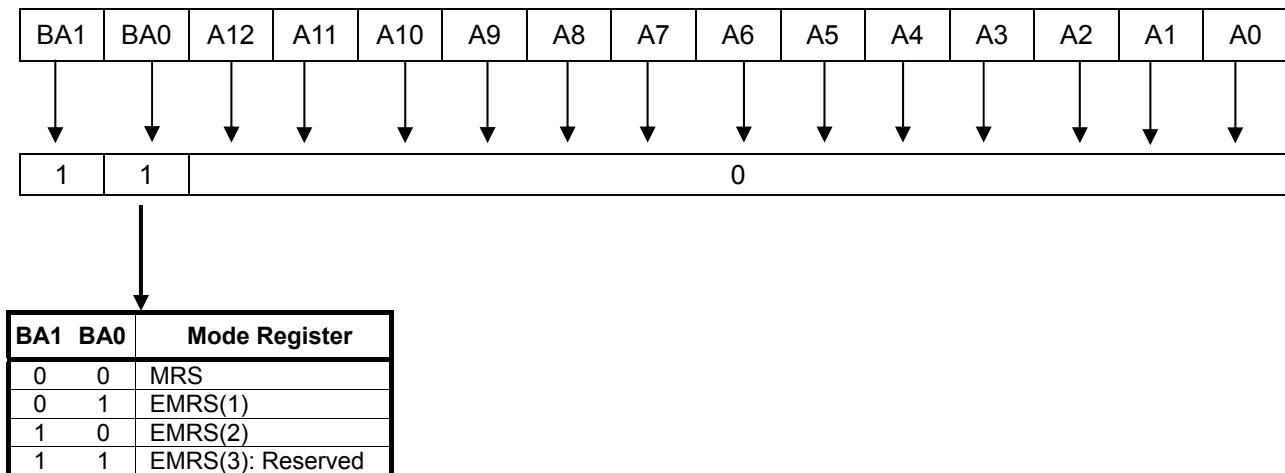 BA1 BA0 A12 A11 A10 A9 A8 A7 A6 A5 A4 A3 A2 A1 A0
1 1 0
BA1 BA0 Mode Register
0 0 MRS
0 1 EMRS(1)
1 0 EMRS(2)
1 1 EMRS(3): Reserved